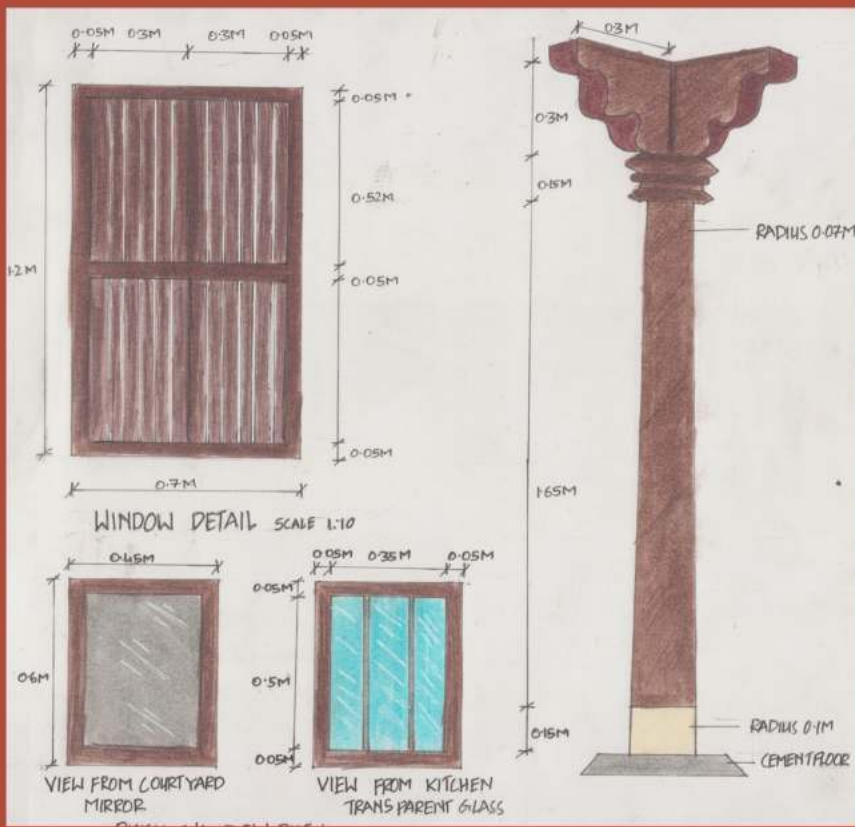 0.05M 0.3M 0.3M 0.05M
0.05M
0.52M
1.2M
0.05M
0.05M
0.7M
WINDOW DETAIL SCALE 1:10
0.45M
0.6M
VIEW FROM COURTYARD
MIRROR
0.05M 0.35M 0.05M
0.05M
0.5M
0.05M
VIEW FROM KITCHEN
TRANSPARENT GLASS
0.3M
0.3M
0.15M
RADIUS 0.07M
1.65M
0.15M
RADIUS 0.1M
CEMENT FLOOR